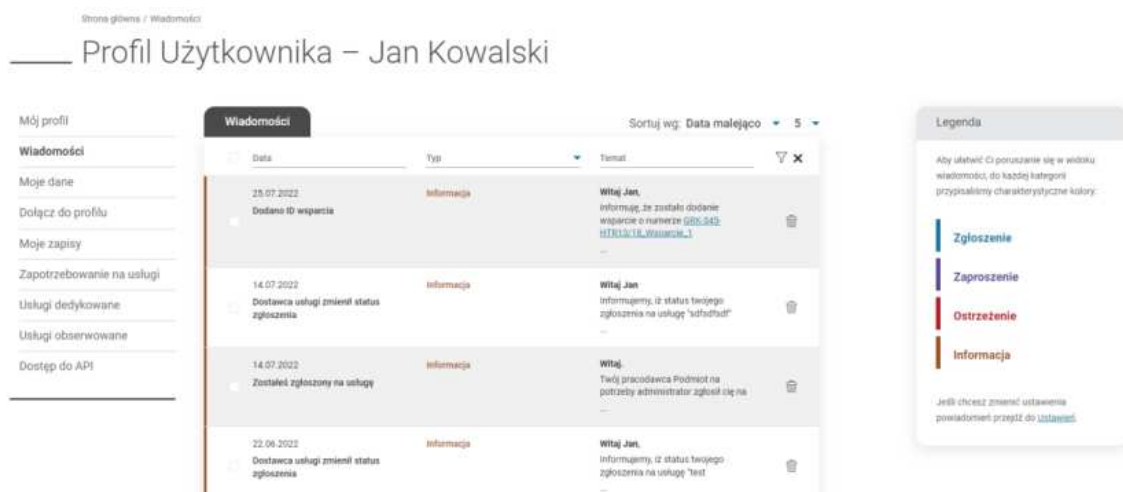 Strona główna / Wiadomości
Profil Użytkownika – Jan Kowalski
Mój profil
Wiadomości
Moje dane
Dołącz do profilu
Moje zapisy
Zapotrzebowanie na usługi
Usługi dedykowane
Usługi obserwowane
Dostęp do API
Wiadomości
Sortuj wg: Data malejąco 5
Data Typ Temat
25.07.2022 Informacja Witaj Jan,
Dodano ID wsparcia
Informuję, że zostało dodanie
wsparcie o numerze GRK-045-
HTR13/18_Wsparcie_1
...
14.07.2022 Informacja Witaj Jan
Dostawca usługi zmienił status
zgłoszenia
Informujemy, iż status twojego
zgłoszenia na usługę "sdfsdfsdf"
...
14.07.2022 Informacja Witaj.
Zostałeś zgłoszony na usługę
Twój pracodawca Podmiot na
potrzeby administrator zgłosił cię na
...
22.06.2022 Informacja Witaj Jan,
Dostawca usługi zmienił status
zgłoszenia
Informujemy, iż status twojego
zgłoszenia na usługę "test
...
Legenda
Aby ułatwić Ci poruszanie się w widoku
wiadomości, do każdej kategorii
przypisaliśmy charakterystyczne kolory:
Zgłoszenie
Zaproszenie
Ostrzeżenie
Informacja
Jeśli chcesz zmienić ustawienia
powiadomień przejdź do Ustawień.